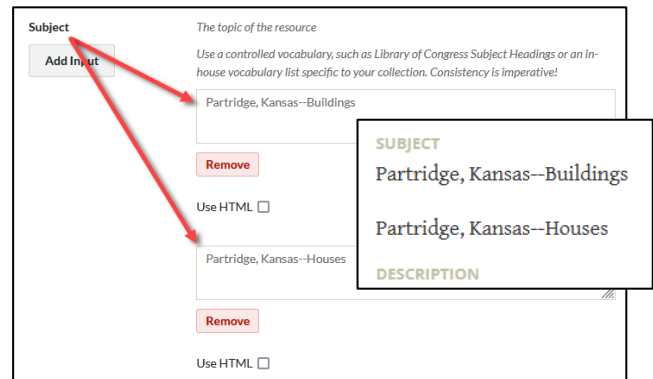 Subject
The topic of the resource
Add Input
Use a controlled vocabulary, such as Library of Congress Subject Headings or an in-
house vocabulary list specific to your collection. Consistency is imperative!
Partridge, Kansas--Buildings
Remove
Use HTML
Partridge, Kansas--Houses
Remove
Use HTML
SUBJECT
Partridge, Kansas--Buildings
Partridge, Kansas--Houses
DESCRIPTION